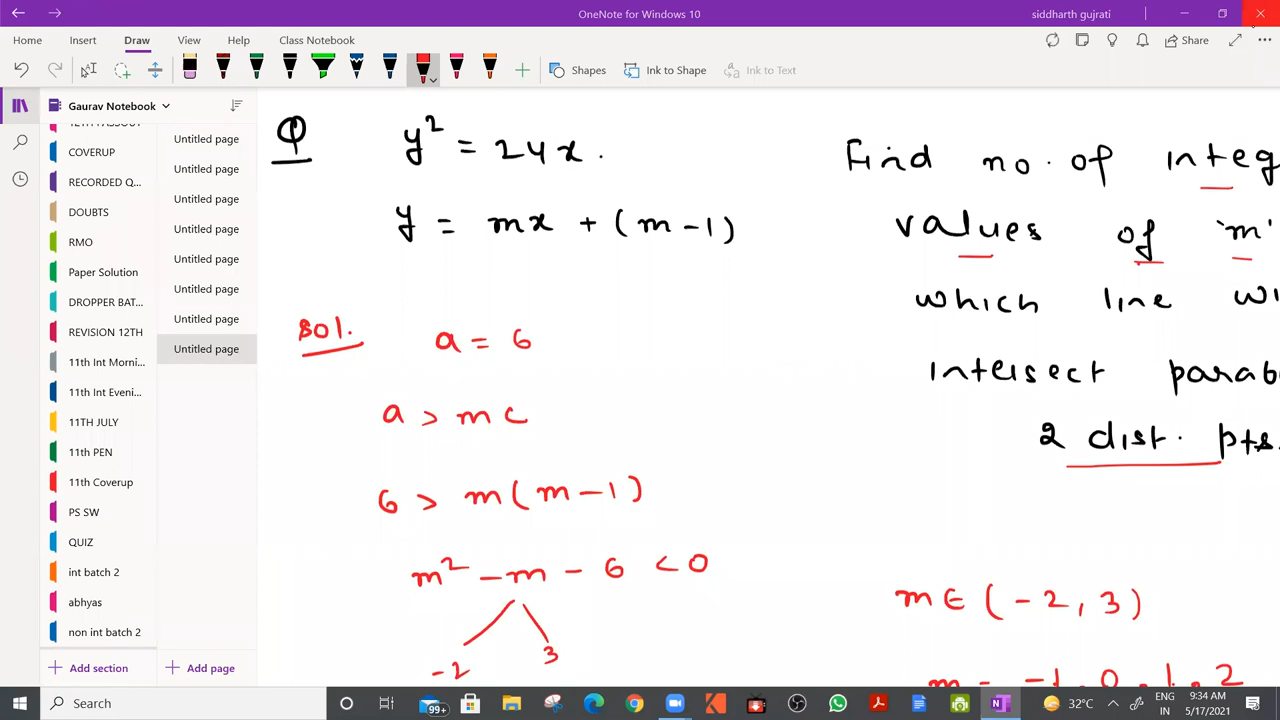 OneNote for Windows 10
siddharth gujrati
Home Insert Draw View Help Class Notebook
Share
Shapes Ink to Shape Ink to Text
Gaurav Notebook
COVERUP
RECORDED Q...
DOUBTS
RMO
Paper Solution
DROPPER BAT...
REVISION 12TH
11th Int Morni...
11th Int Eveni...
11TH JULY
11th PEN
11th Coverup
PS SW
QUIZ
int batch 2
abhyas
non int batch 2
Add section
Untitled page
Untitled page
Untitled page
Untitled page
Untitled page
Untitled page
Untitled page
Untitled page
Add page
Q y² = 24x.
y = mx + (m-1)
Find no. of integ
values of 'm'
which line wi
intersect parab
2 dist. pts.
Sol. a = 6
a > mc
6 > m(m-1)
m² - m - 6 < 0
-2 3
m ∈ (-2, 3)
m = -1, 0, 1, 2
Search
99+
32°C
ENG
IN
9:34 AM
5/17/2021